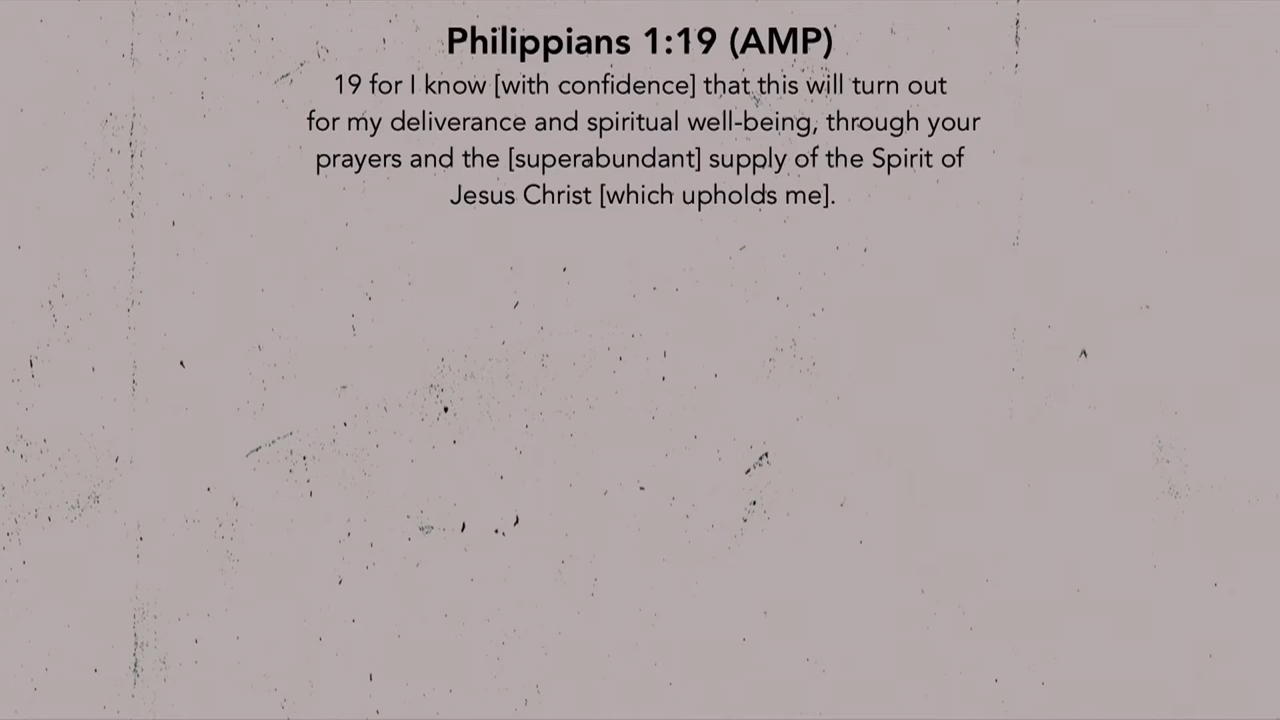 Philippians 1:19 (AMP)
19 for I know [with confidence] that this will turn out
for my deliverance and spiritual well-being, through your
prayers and the [superabundant] supply of the Spirit of
Jesus Christ [which upholds me].